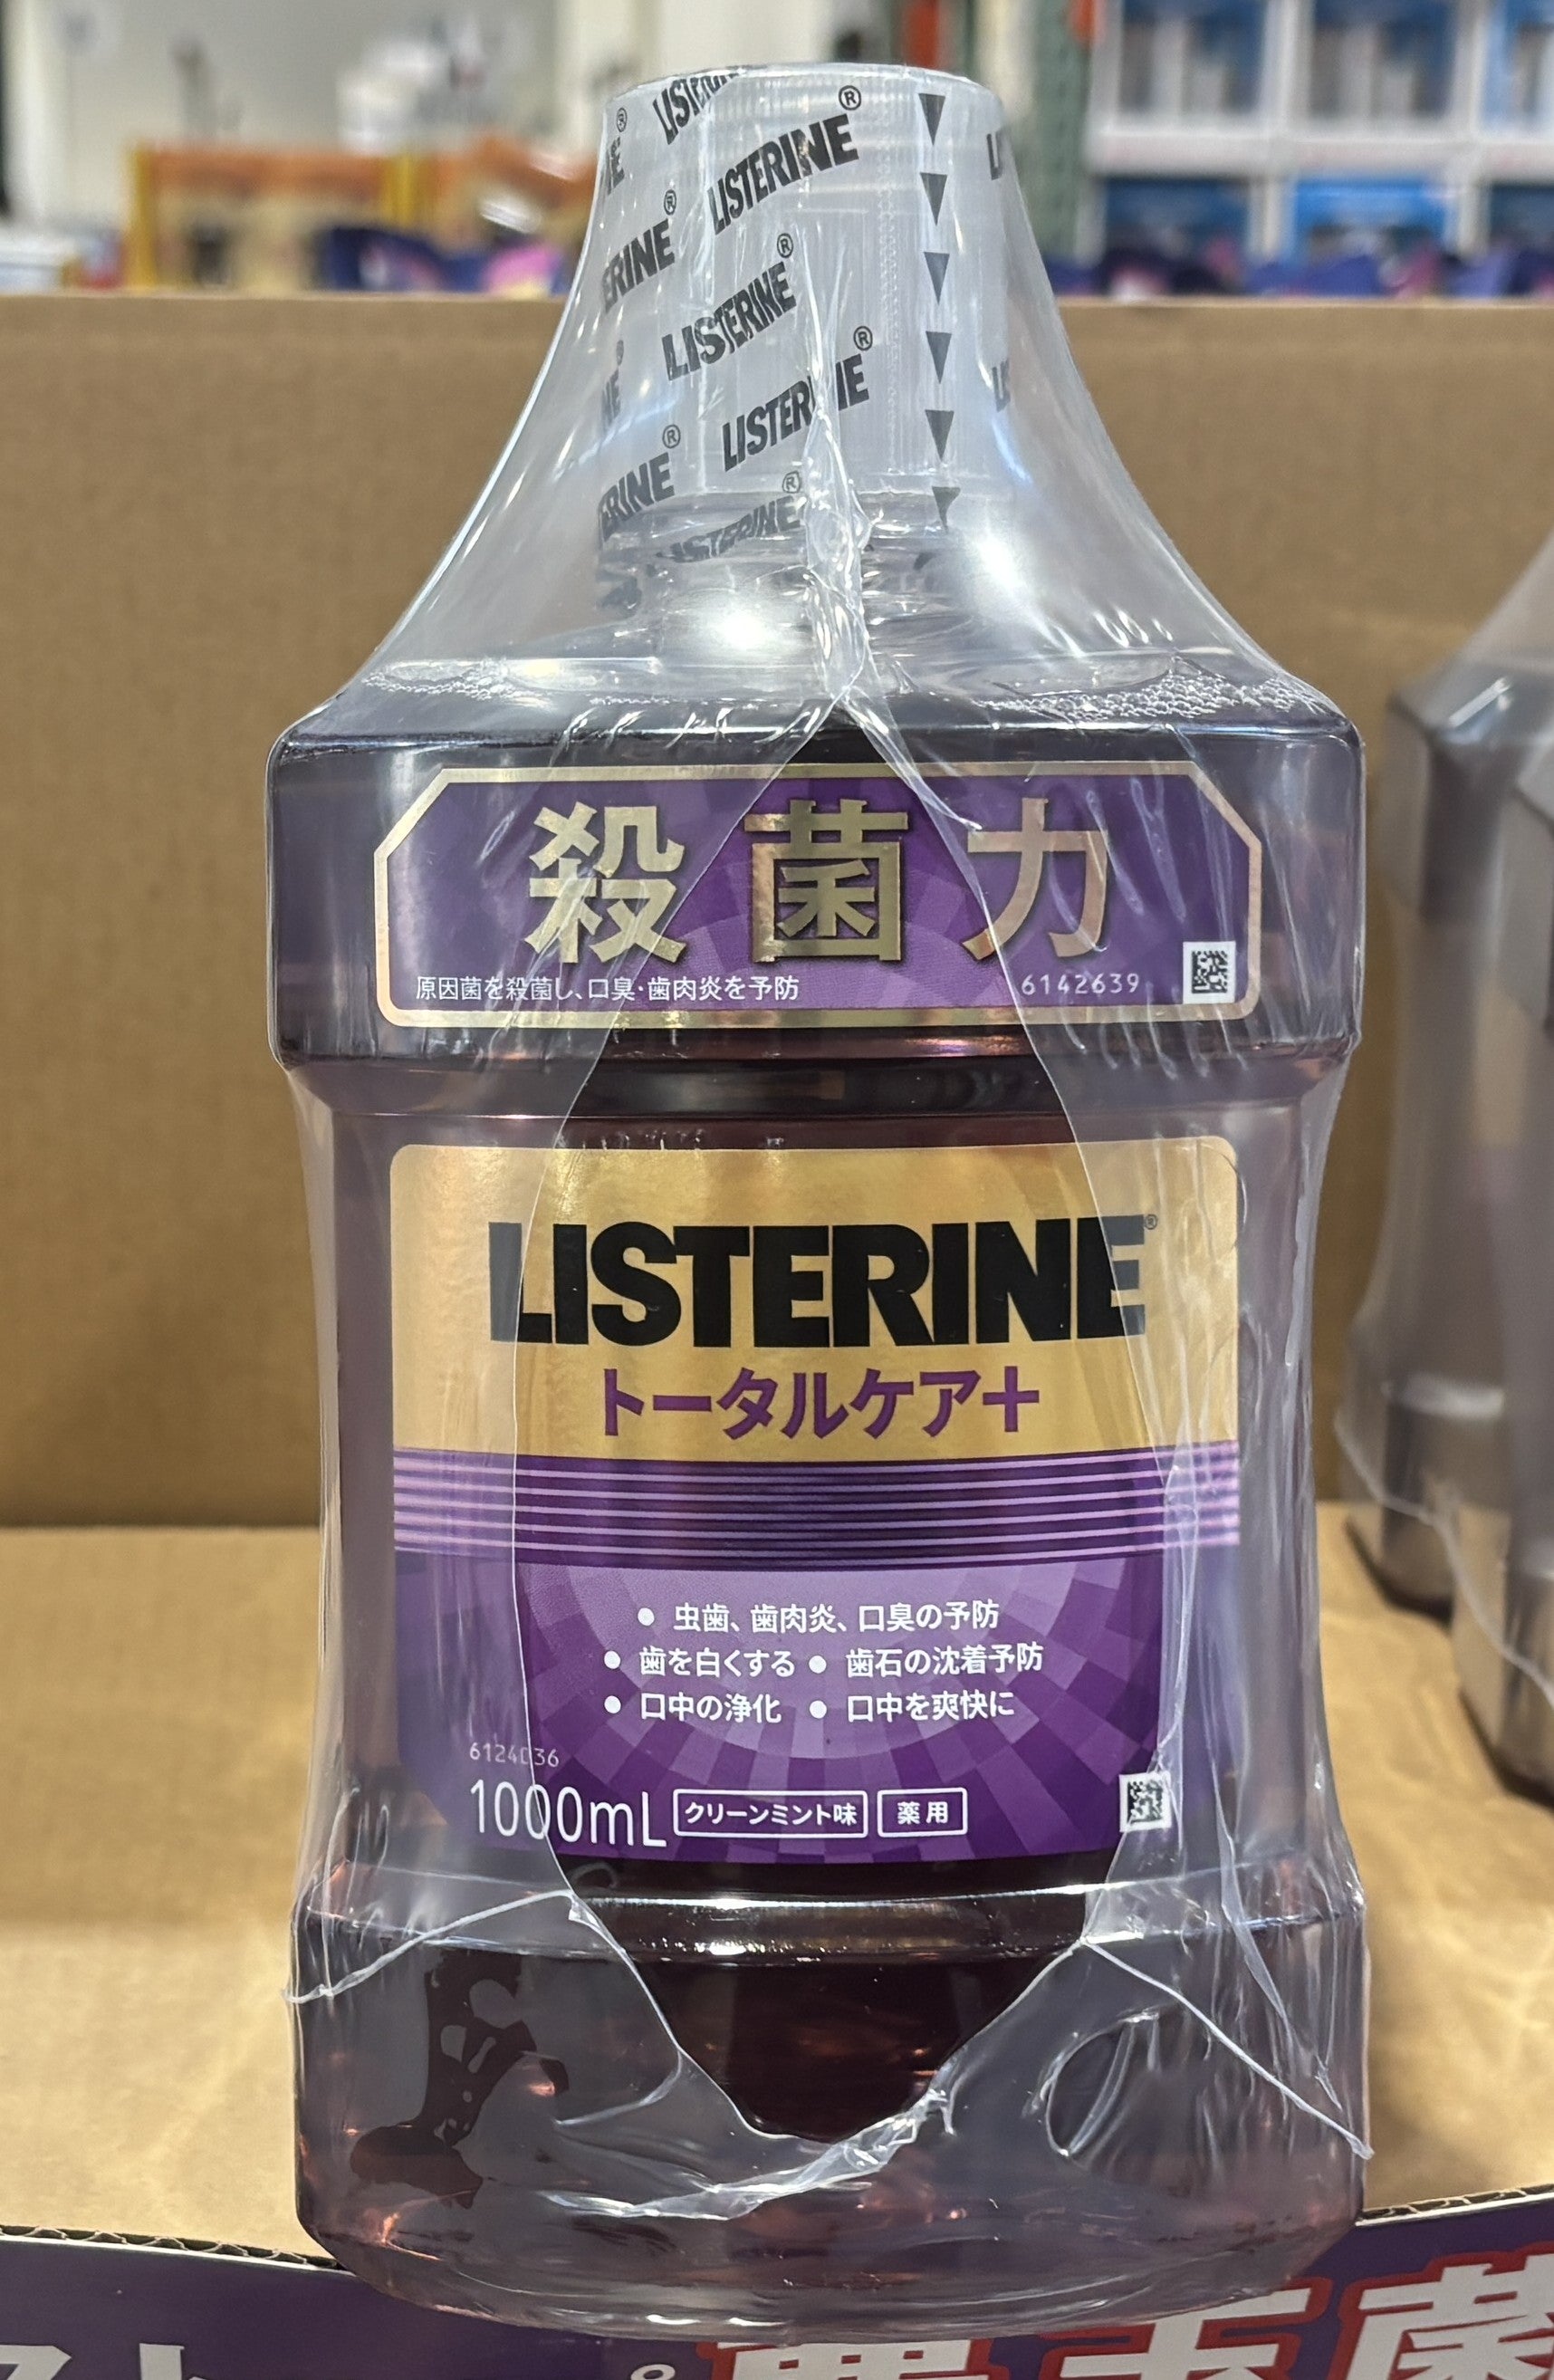 LISTERINE®
LISTERINE®
LISTERINE®
LISTERINE®
殺菌力
原因菌を殺菌し、口臭・歯肉炎を予防
6142639
LISTERINE®
トータルケア+
● 虫歯、歯肉炎、口臭の予防
● 歯を白くする ● 歯石の沈着予防
● 口中の浄化 ● 口中を爽快に
1000mL クリーンミント味 薬用